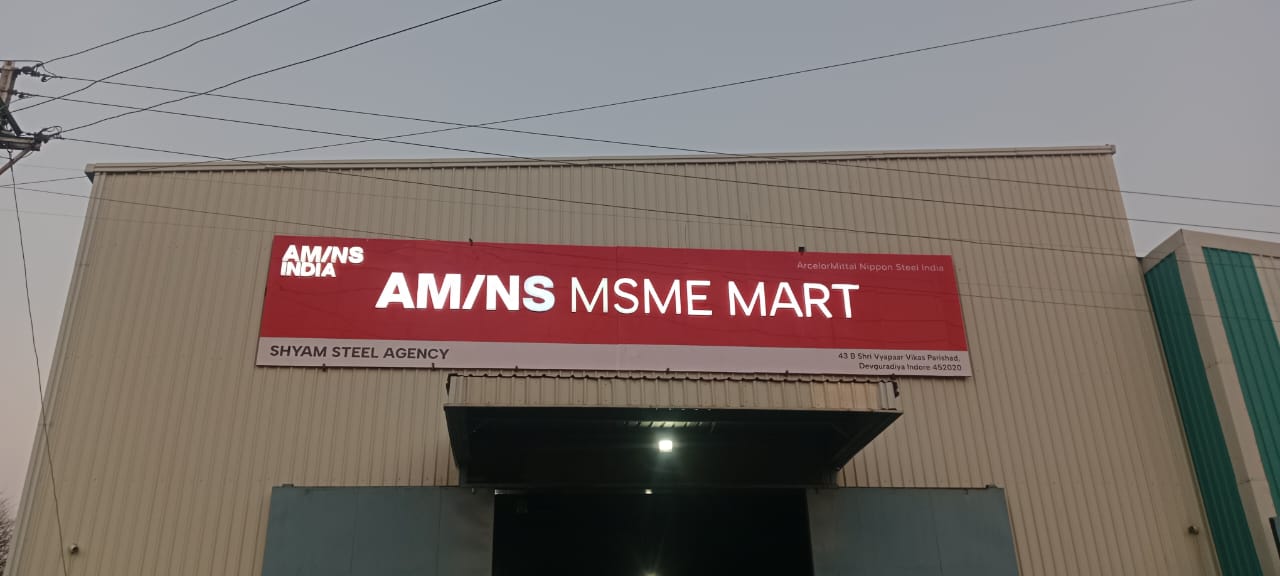 AM/NS
INDIA
ArcelorMittal Nippon Steel India
AM/NS MSME MART
SHYAM STEEL AGENCY
43 B Shri Vyapaar Vikas Parishad,
Devguradiya Indore 452020